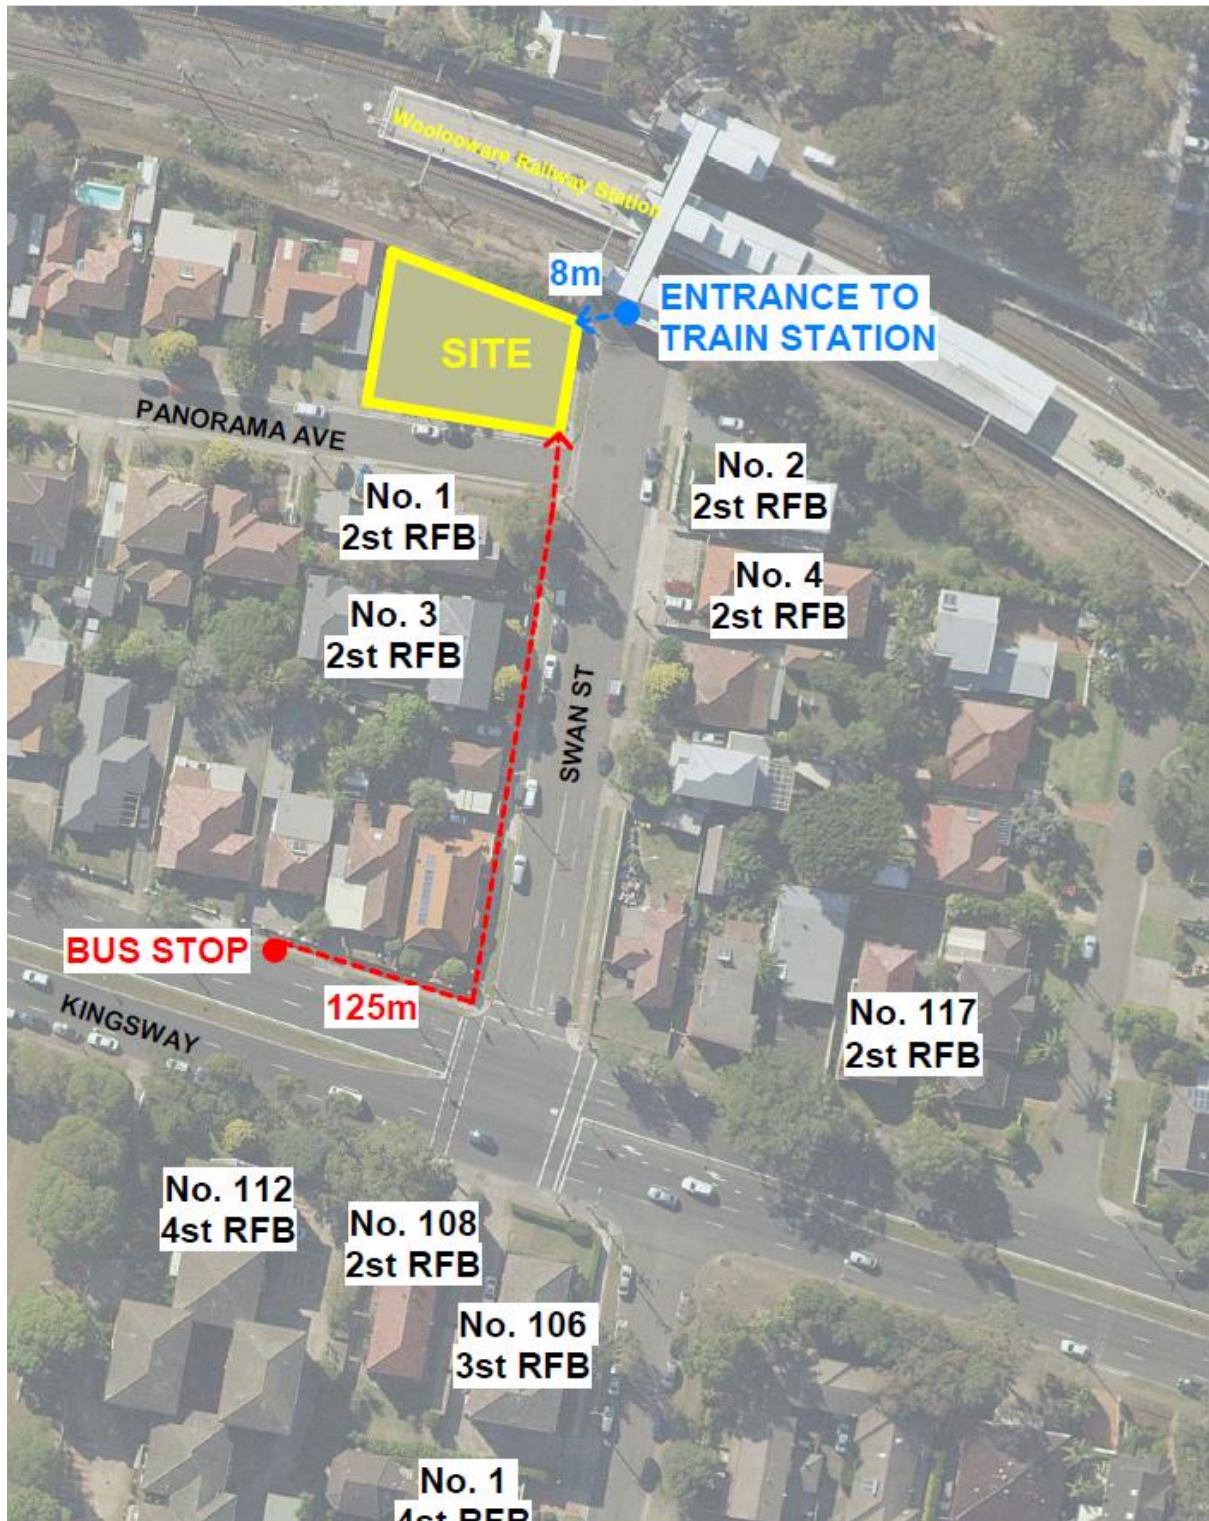 Woolooware Railway Station
8m
ENTRANCE TO
TRAIN STATION
SITE
PANORAMA AVE
No. 1
2st RFB
No. 2
2st RFB
No. 4
2st RFB
No. 3
2st RFB
SWAN ST
BUS STOP
125m
KINGSWAY
No. 117
2st RFB
No. 112
4st RFB
No. 108
2st RFB
No. 106
3st RFB
No. 1
4st RFB